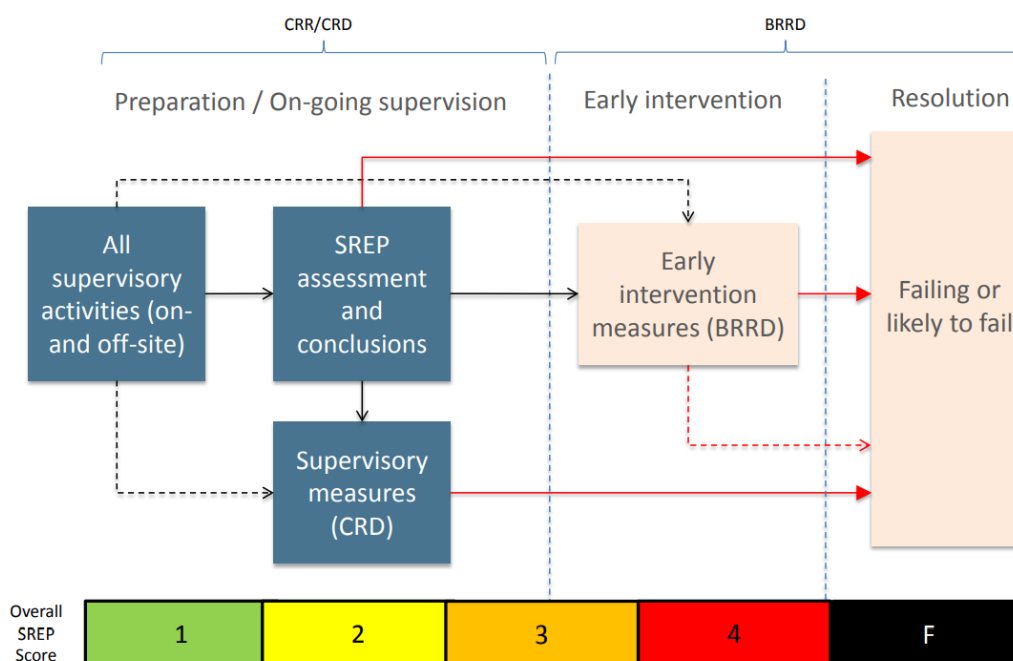 CRR/CRD
BRRD
Preparation / On-going supervision
Early intervention
Resolution
All
supervisory
activities (on-
and off-site)
SREP
assessment
and
conclusions
Early
intervention
measures (BRRD)
Failing or
likely to fail
Supervisory
measures
(CRD)
Overall
SREP
Score
1
2
3
4
F